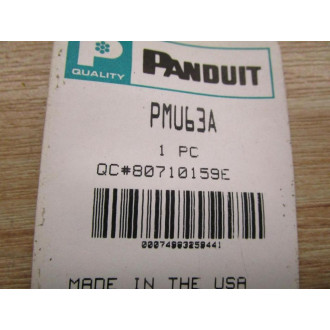 P
QUALITY
PANDUIT
PMU63A
1 PC
QC#80710159E
00074983259441
MADE IN THE USA